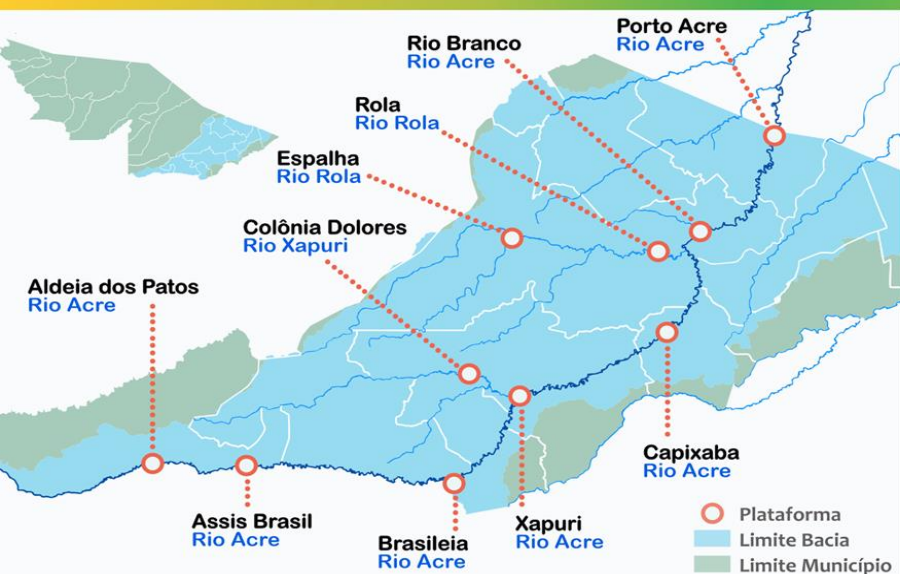 Porto Acre
Rio Acre
Rio Branco
Rio Acre
Rola
Rio Rola
Espalha
Rio Rola
Colônia Dolores
Rio Xapuri
Aldeia dos Patos
Rio Acre
Capixaba
Rio Acre
Assis Brasil
Rio Acre
Brasileia
Rio Acre
Xapuri
Rio Acre
Plataforma
Limite Bacia
Limite Município